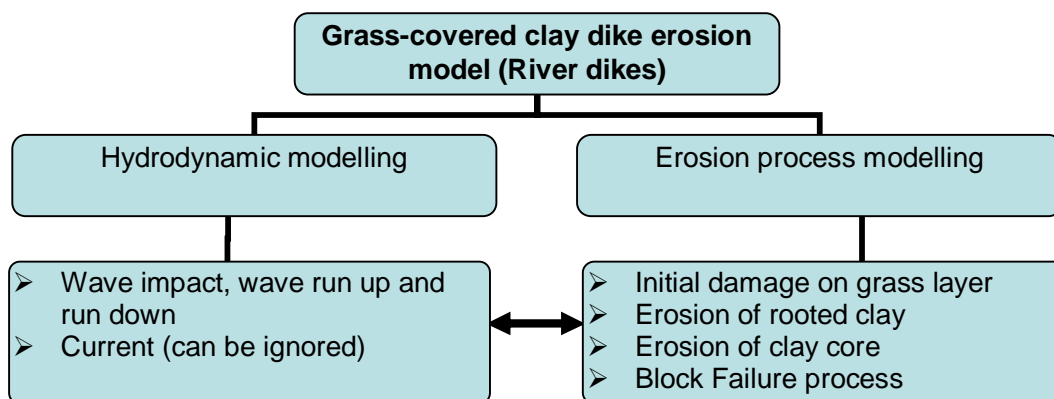 Grass-covered clay dike erosion
model (River dikes)
Hydrodynamic modelling
Erosion process modelling
➢ Wave impact, wave run up and
run down
➢ Current (can be ignored)
➢ Initial damage on grass layer
➢ Erosion of rooted clay
➢ Erosion of clay core
➢ Block Failure process